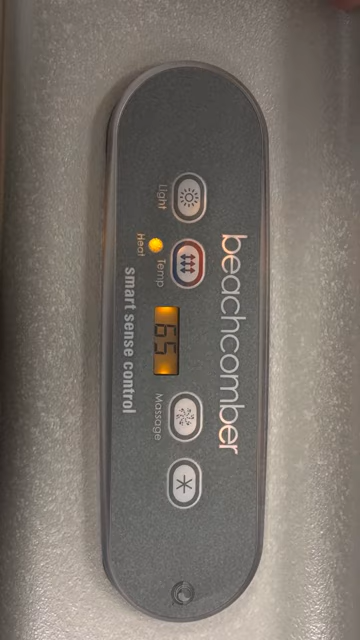 beachcomber
Light
Temp
65
Massage
Heat
smart sense control